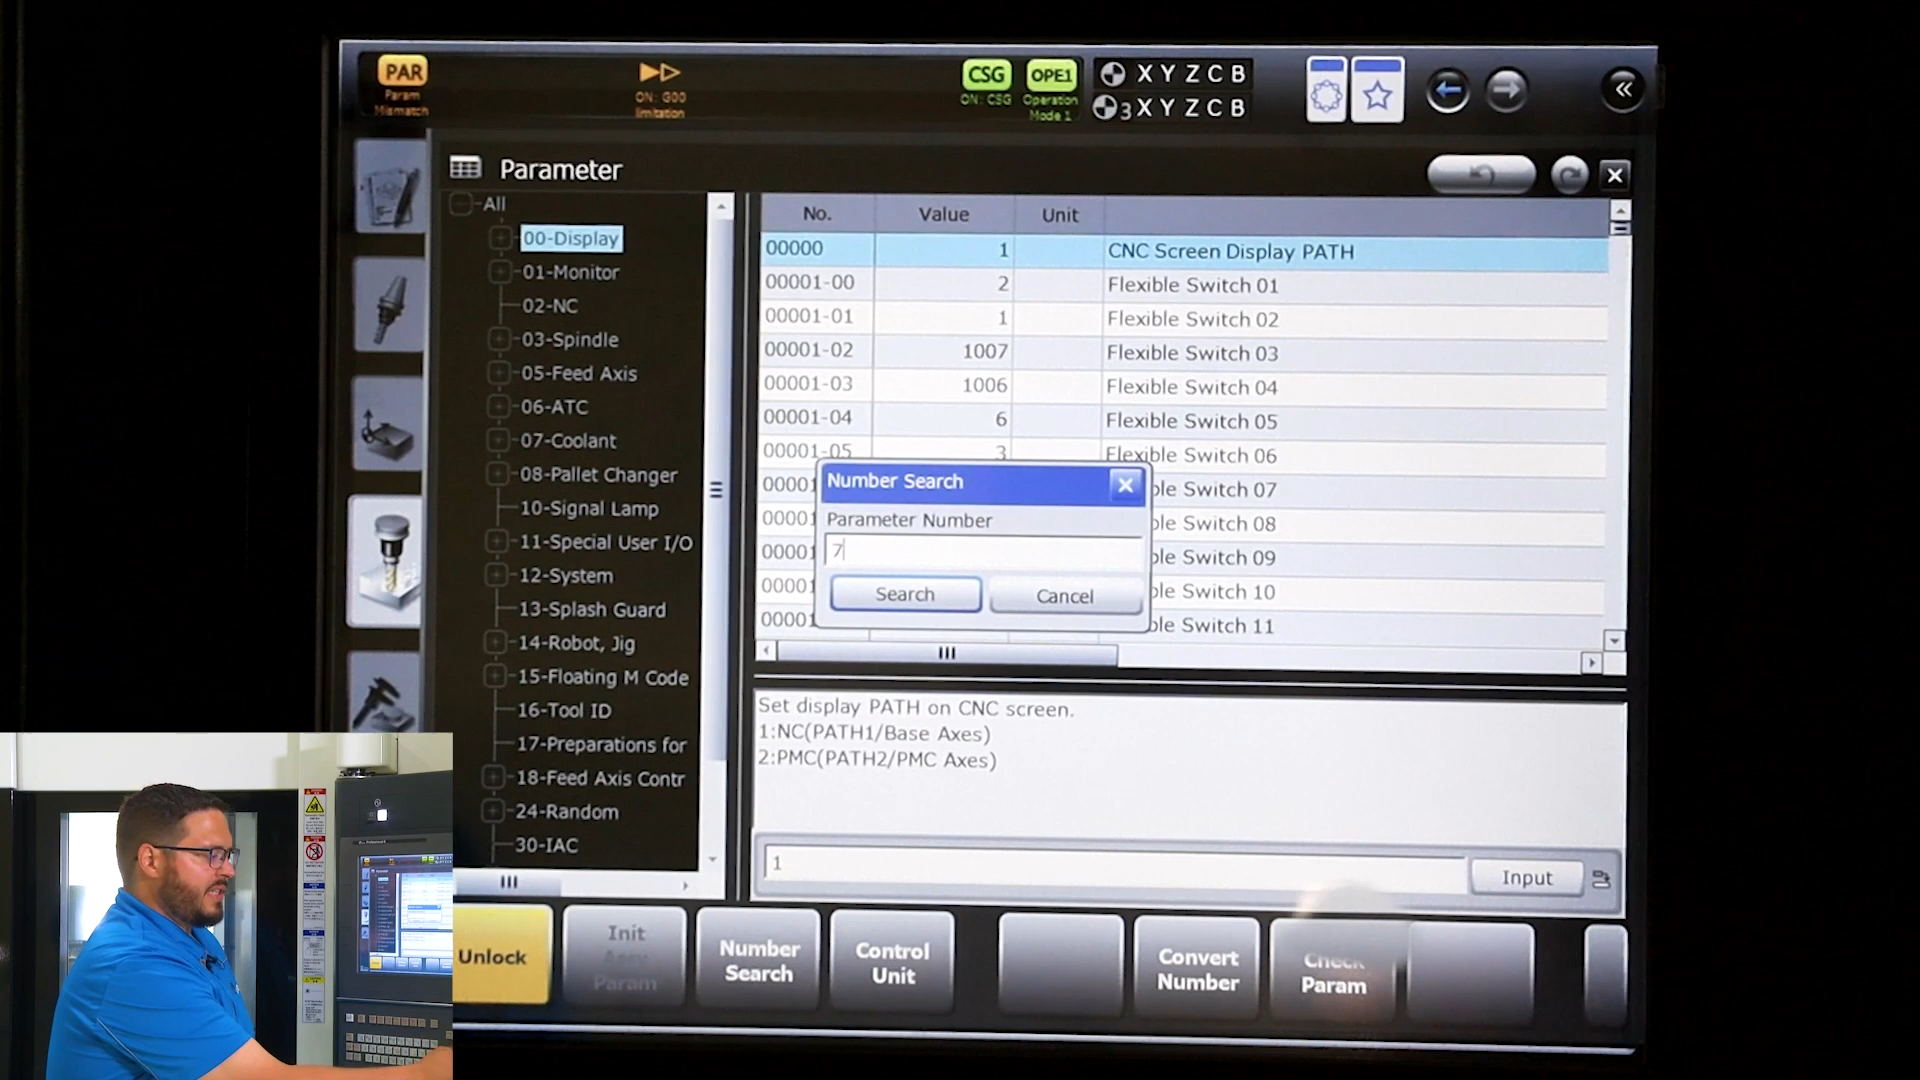 PAR
Param
Mismatch
ON: G00
limitation
CSG
ON: CSG
OPE1
Operation
Mode 1
X Y Z C B
3 X Y Z C B
Parameter
All
00-Display
01-Monitor
02-NC
03-Spindle
05-Feed Axis
06-ATC
07-Coolant
08-Pallet Changer
10-Signal Lamp
11-Special User I/O
12-System
13-Splash Guard
14-Robot, Jig
15-Floating M Code
16-Tool ID
17-Preparations for
18-Feed Axis Contr
24-Random
30-IAC
No. Value Unit
00000 1 CNC Screen Display PATH
00001-00 2 Flexible Switch 01
00001-01 1 Flexible Switch 02
00001-02 1007 Flexible Switch 03
00001-03 1006 Flexible Switch 04
00001-04 6 Flexible Switch 05
00001-05 3 Flexible Switch 06
00001 ble Switch 07
00001 ble Switch 08
00001 ble Switch 09
00001 ble Switch 10
00001 ble Switch 11
Number Search
Parameter Number
7
Search Cancel
Set display PATH on CNC screen.
1:NC(PATH1/Base Axes)
2:PMC(PATH2/PMC Axes)
1
Input
Unlock
Init
Param
Number
Search
Control
Unit
Convert
Number
Check
Param